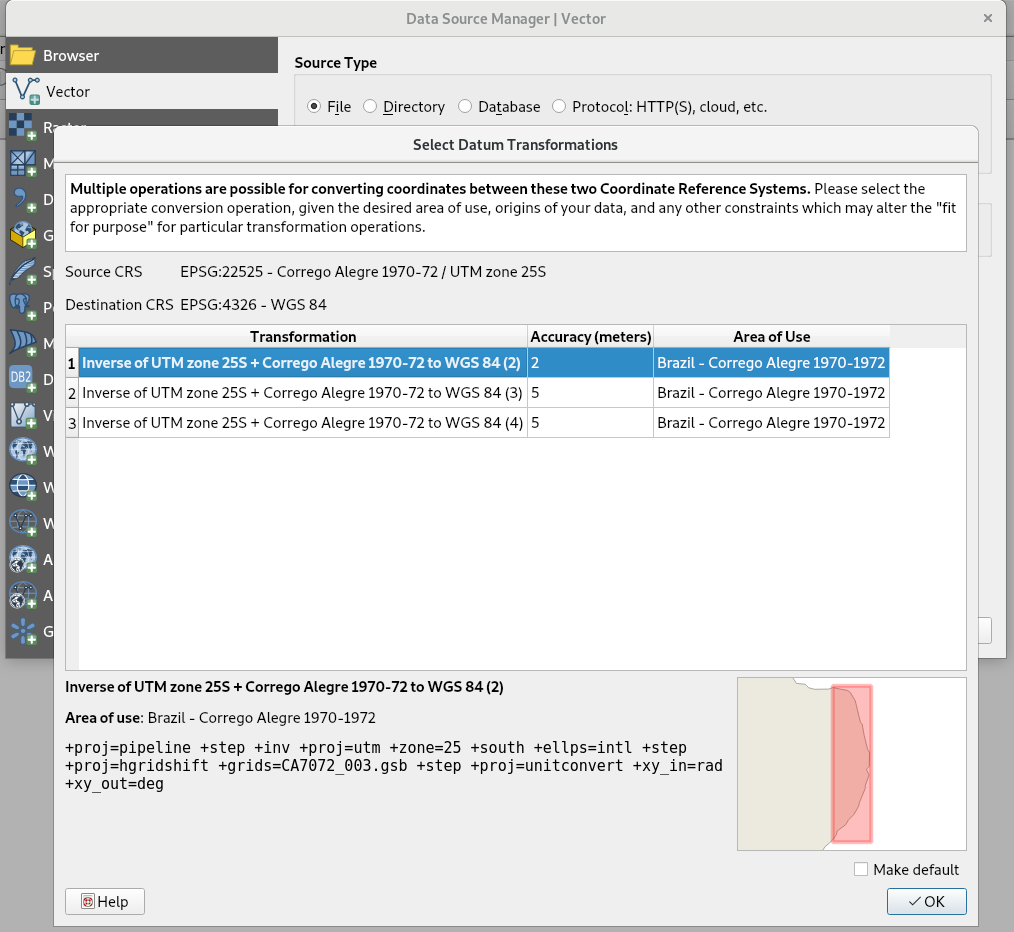 Data Source Manager | Vector
Browser
Vector
Source Type
File Directory Database Protocol: HTTP(S), cloud, etc.
Select Datum Transformations
Multiple operations are possible for converting coordinates between these two Coordinate Reference Systems. Please select the
appropriate conversion operation, given the desired area of use, origins of your data, and any other constraints which may alter the "fit
for purpose" for particular transformation operations.
Source CRS EPSG:22525 - Corrego Alegre 1970-72 / UTM zone 25S
Destination CRS EPSG:4326 - WGS 84
Transformation Accuracy (meters) Area of Use
1 Inverse of UTM zone 25S + Corrego Alegre 1970-72 to WGS 84 (2) 2 Brazil - Corrego Alegre 1970-1972
2 Inverse of UTM zone 25S + Corrego Alegre 1970-72 to WGS 84 (3) 5 Brazil - Corrego Alegre 1970-1972
3 Inverse of UTM zone 25S + Corrego Alegre 1970-72 to WGS 84 (4) 5 Brazil - Corrego Alegre 1970-1972
DB2
Inverse of UTM zone 25S + Corrego Alegre 1970-72 to WGS 84 (2)
Area of use: Brazil - Corrego Alegre 1970-1972
+proj=pipeline +step +inv +proj=utm +zone=25 +south +ellps=intl +step
+proj=hgridshift +grids=CA7072_003.gsb +step +proj=unitconvert +xy_in=rad
+xy_out=deg
Make default
Help
OK